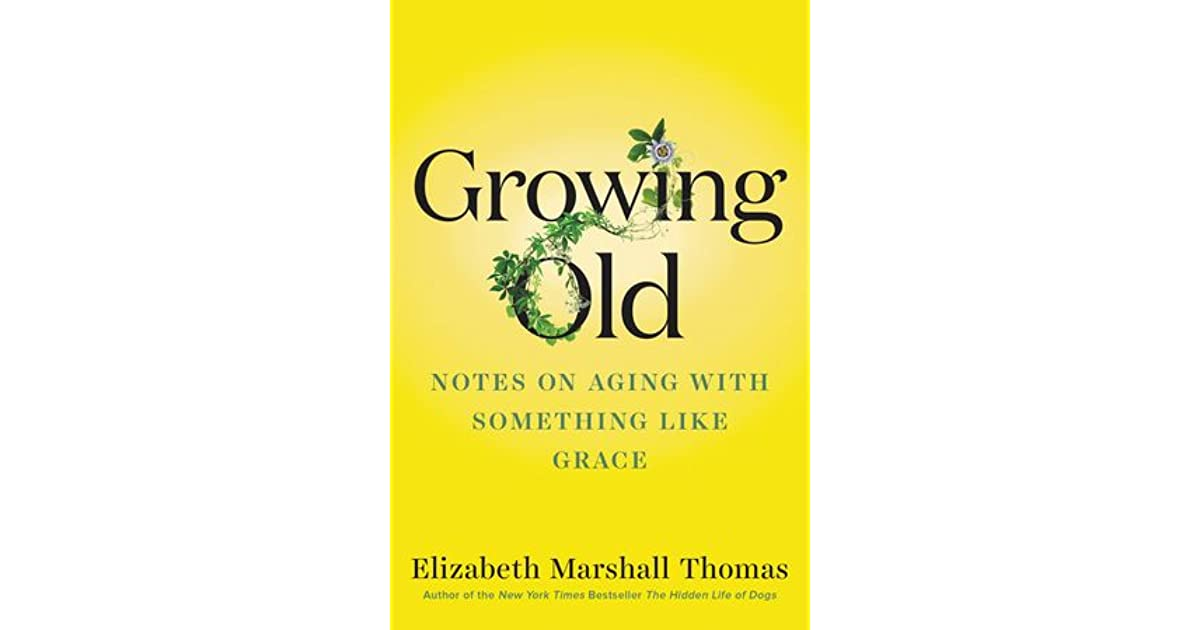 Growing
Old
NOTES ON AGING WITH
SOMETHING LIKE
GRACE
Elizabeth Marshall Thomas
Author of the New York Times Bestseller The Hidden Life of Dogs